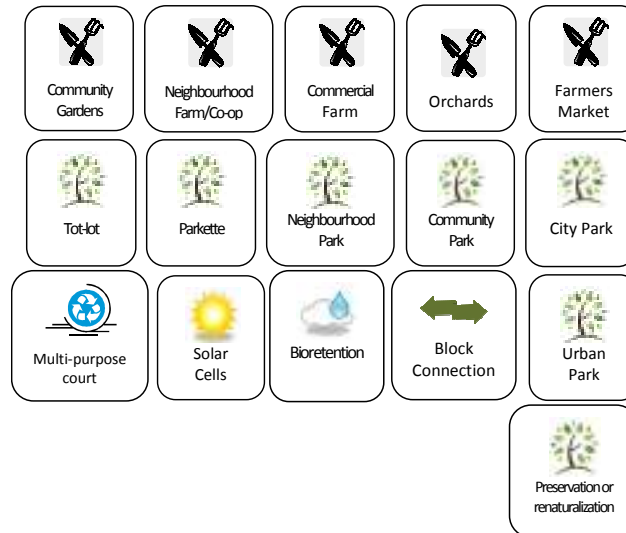 Community
Gardens
Neighbourhood
Farm/Co-op
Commercial
Farm
Orchards
Farmers
Market
Tot-lot
Parkette
Neighbourhood
Park
Community
Park
City Park
Multi-purpose
court
Solar
Cells
Bioretention
Block
Connection
Urban
Park
Preservation or
renaturalization